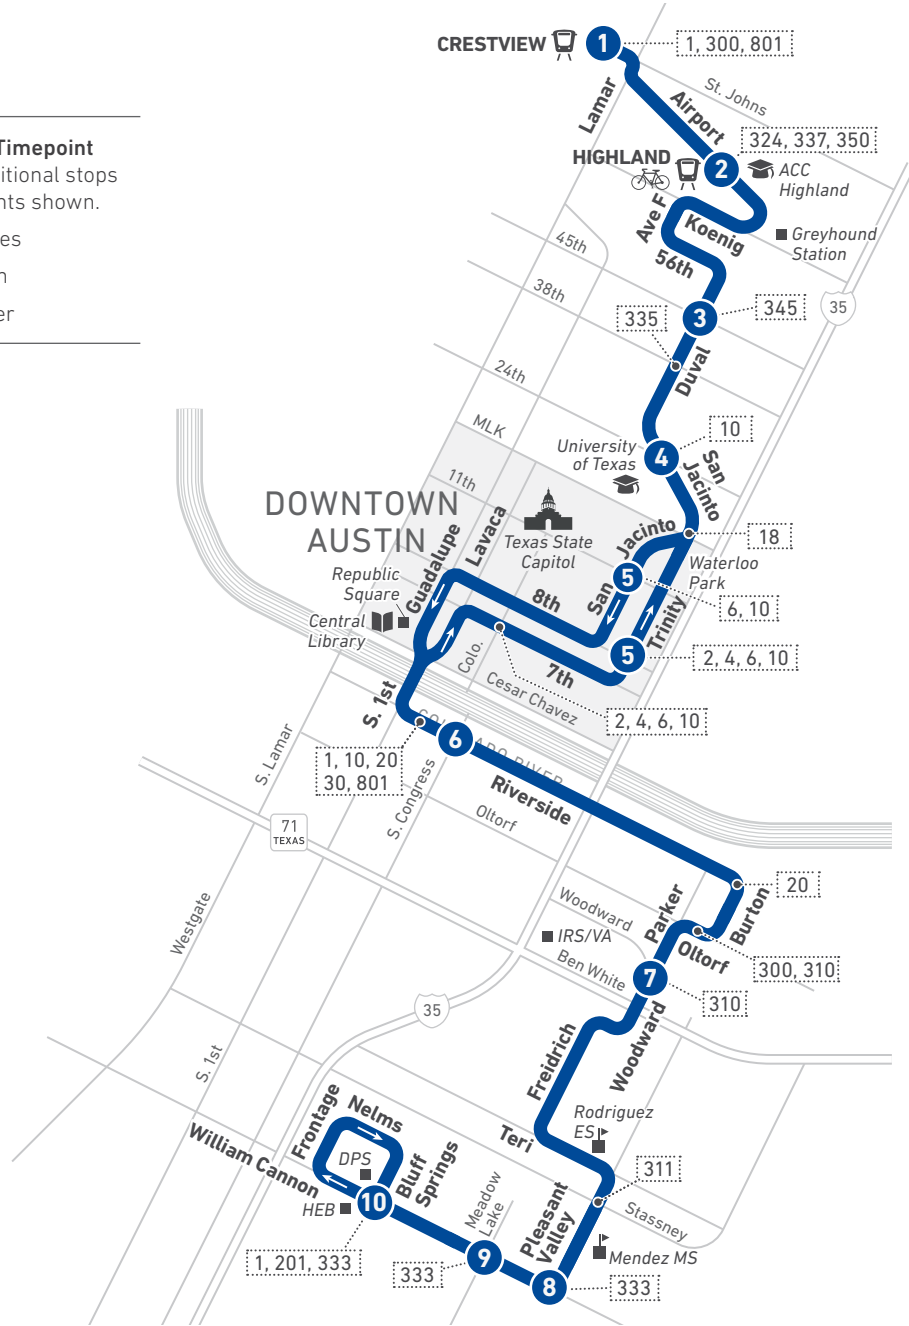 CRESTVIEW
1
1, 300, 801
Lamar
St. Johns
Airport
Timepoint
itional stops
nts shown.
es
n
er
324, 337, 350
HIGHLAND
2
ACC
Highland
Ave F
Koenig
Greyhound
Station
45th
56th
38th
335
3
345
35
Duval
24th
MLK
10
University
of Texas
4
San
Jacinto
11th
DOWNTOWN
AUSTIN
Guadalupe
Lavaca
Texas State
Capitol
San Jacinto
18
Waterloo
Park
Republic
Square
Central
Library
8th
5
6, 10
Trinity
5
2, 4, 6, 10
Colo.
7th
Cesar Chavez
2, 4, 6, 10
S. 1st
COLORADO RIVER
6
1, 10, 20
30, 801
S. Lamar
S. Congress
Riverside
Oltorf
71
TEXAS
20
Burton
Parker
Woodward
Westgate
IRS/VA
Ben White
Oltorf
300, 310
7
310
35
S. 1st
Freidrich
Woodward
Rodriguez
ES
Teri
Frontage
Nelms
William Cannon
DPS
Bluff
Springs
HEB
10
1, 201, 333
Meadow
Lake
311
Stassney
Pleasant
Valley
Mendez MS
333
9
8
333